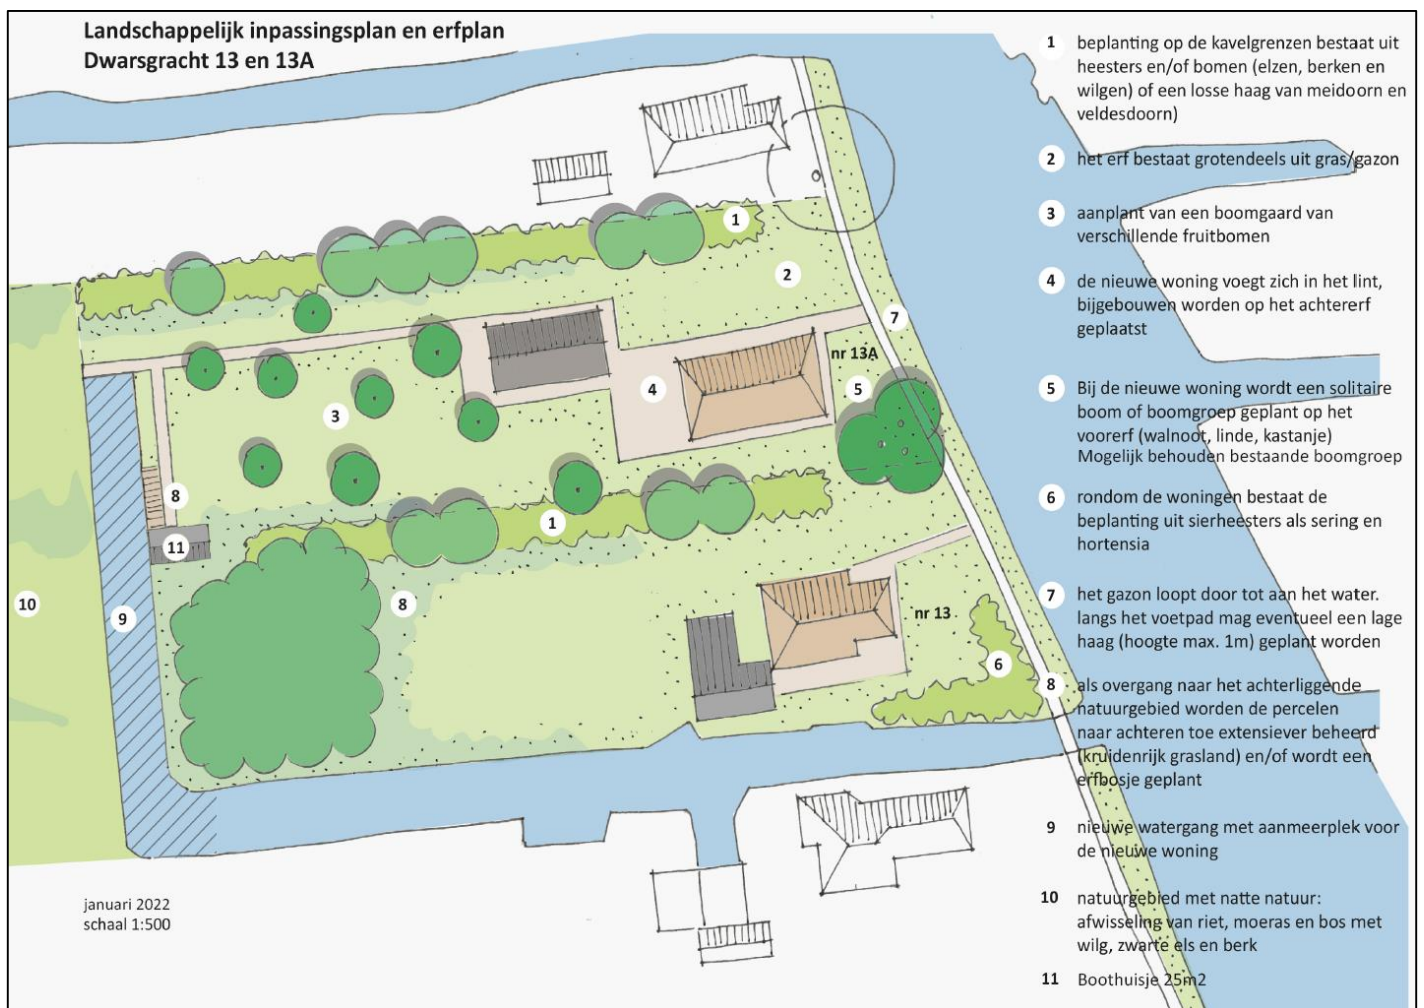 Landschappelijk inpassingsplan en erfplan
Dwarsgracht 13 en 13A
1 beplanting op de kavelgrenzen bestaat uit
heesters en/of bomen (elzen, berken en
wilgen) of een losse haag van meidoorn en
veldesdoorn)
2 het erf bestaat grotendeels uit gras/gazon
3 aanplant van een boomgaard van
verschillende fruitbomen
4 de nieuwe woning voegt zich in het lint,
bijgebouwen worden op het achtererf
geplaatst
5 Bij de nieuwe woning wordt een solitaire
boom of boomgroep geplant op het
voorerf (walnoot, linde, kastanje)
Mogelijk behouden bestaande boomgroep
6 rondom de woningen bestaat de
beplanting uit sierheesters als sering en
hortensia
7 het gazon loopt door tot aan het water.
langs het voetpad mag eventueel een lage
haag (hoogte max. 1m) geplant worden
8 als overgang naar het achterliggende
natuurgebied worden de percelen
naar achteren toe extensiever beheerd
(kruidenrijk grasland) en/of wordt een
erfbosje geplant
9 nieuwe watergang met aanmeerplek voor
de nieuwe woning
10 natuurgebied met natte natuur:
afwisseling van riet, moeras en bos met
wilg, zwarte els en berk
11 Boothuisje 25m2
1
2
7
nr 13A
4
5
3
8
1
11
10
9
8
nr 13
6
januari 2022
schaal 1:500